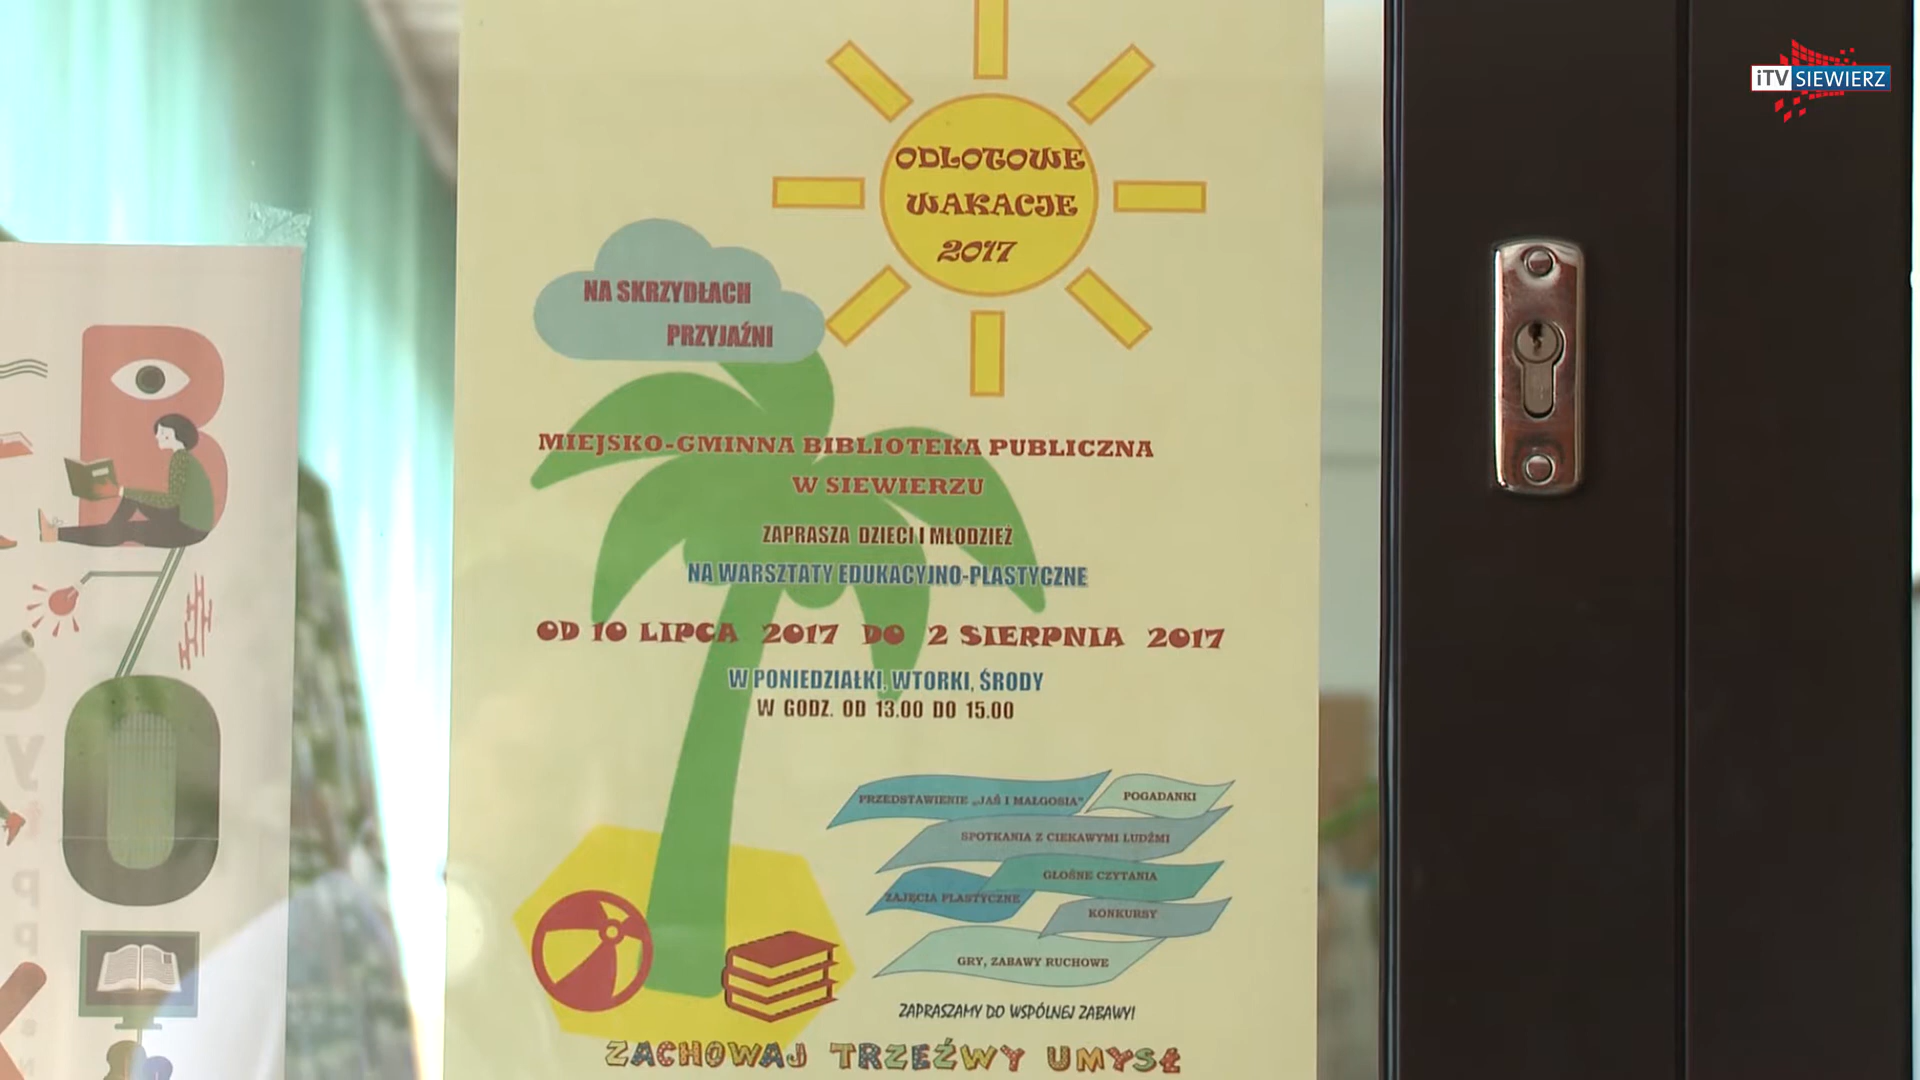 iTV SIEWIERZ
ODLOTOWE
WAKACJE
2017
NA SKRZYDŁACH
PRZYJAŹNI
MIEJSKO-GMINNA BIBLIOTEKA PUBLICZNA
W SIEWIERZU
ZAPRASZA DZIECI I MŁODZIEŻ
NA WARSZTATY EDUKACYJNO-PLASTYCZNE
OD 10 LIPCA 2017 DO 2 SIERPNIA 2017
W PONIEDZIAŁKI, WTORKI, ŚRODY
W GODZ. OD 13.00 DO 15.00
PRZEDSTAWIENIE „JAŚ I MAŁGOSIA"
POGADANKI
SPOTKANIA Z CIEKAWYMI LUDŹMI
GŁOŚNE CZYTANIA
ZAJĘCIA PLASTYCZNE
KONKURSY
GRY, ZABAWY RUCHOWE
ZAPRASZAMY DO WSPÓLNEJ ZABAWY!
ZACHOWAJ TRZEŹWY UMYSŁ
B
O